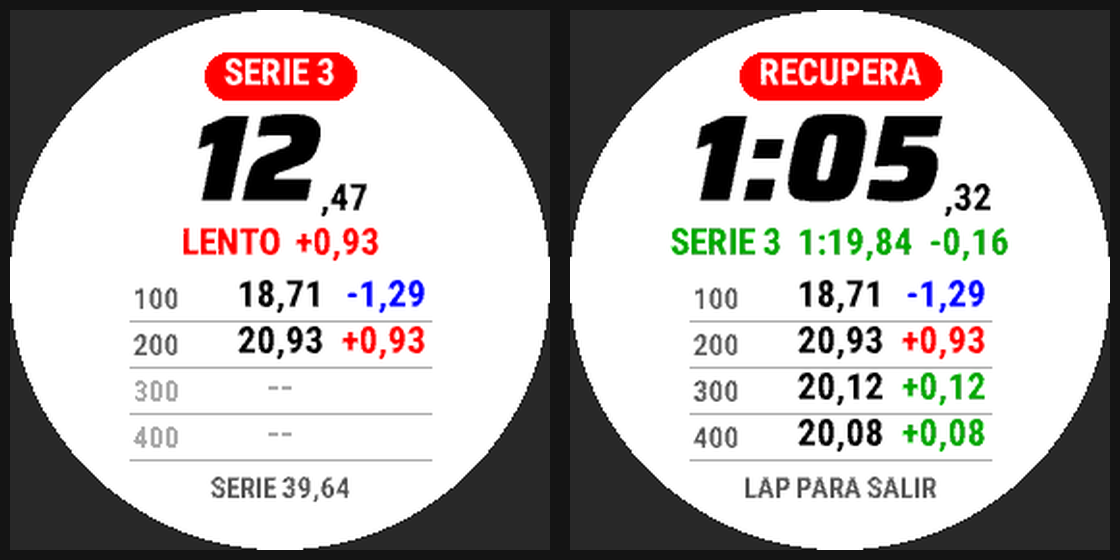 SERIE 3
12,47
LENTO +0,93
100 18,71 -1,29
200 20,93 +0,93
300 --
400 --
SERIE 39,64
RECUPERA
1:05,32
SERIE 3 1:19,84 -0,16
100 18,71 -1,29
200 20,93 +0,93
300 20,12 +0,12
400 20,08 +0,08
LAP PARA SALIR